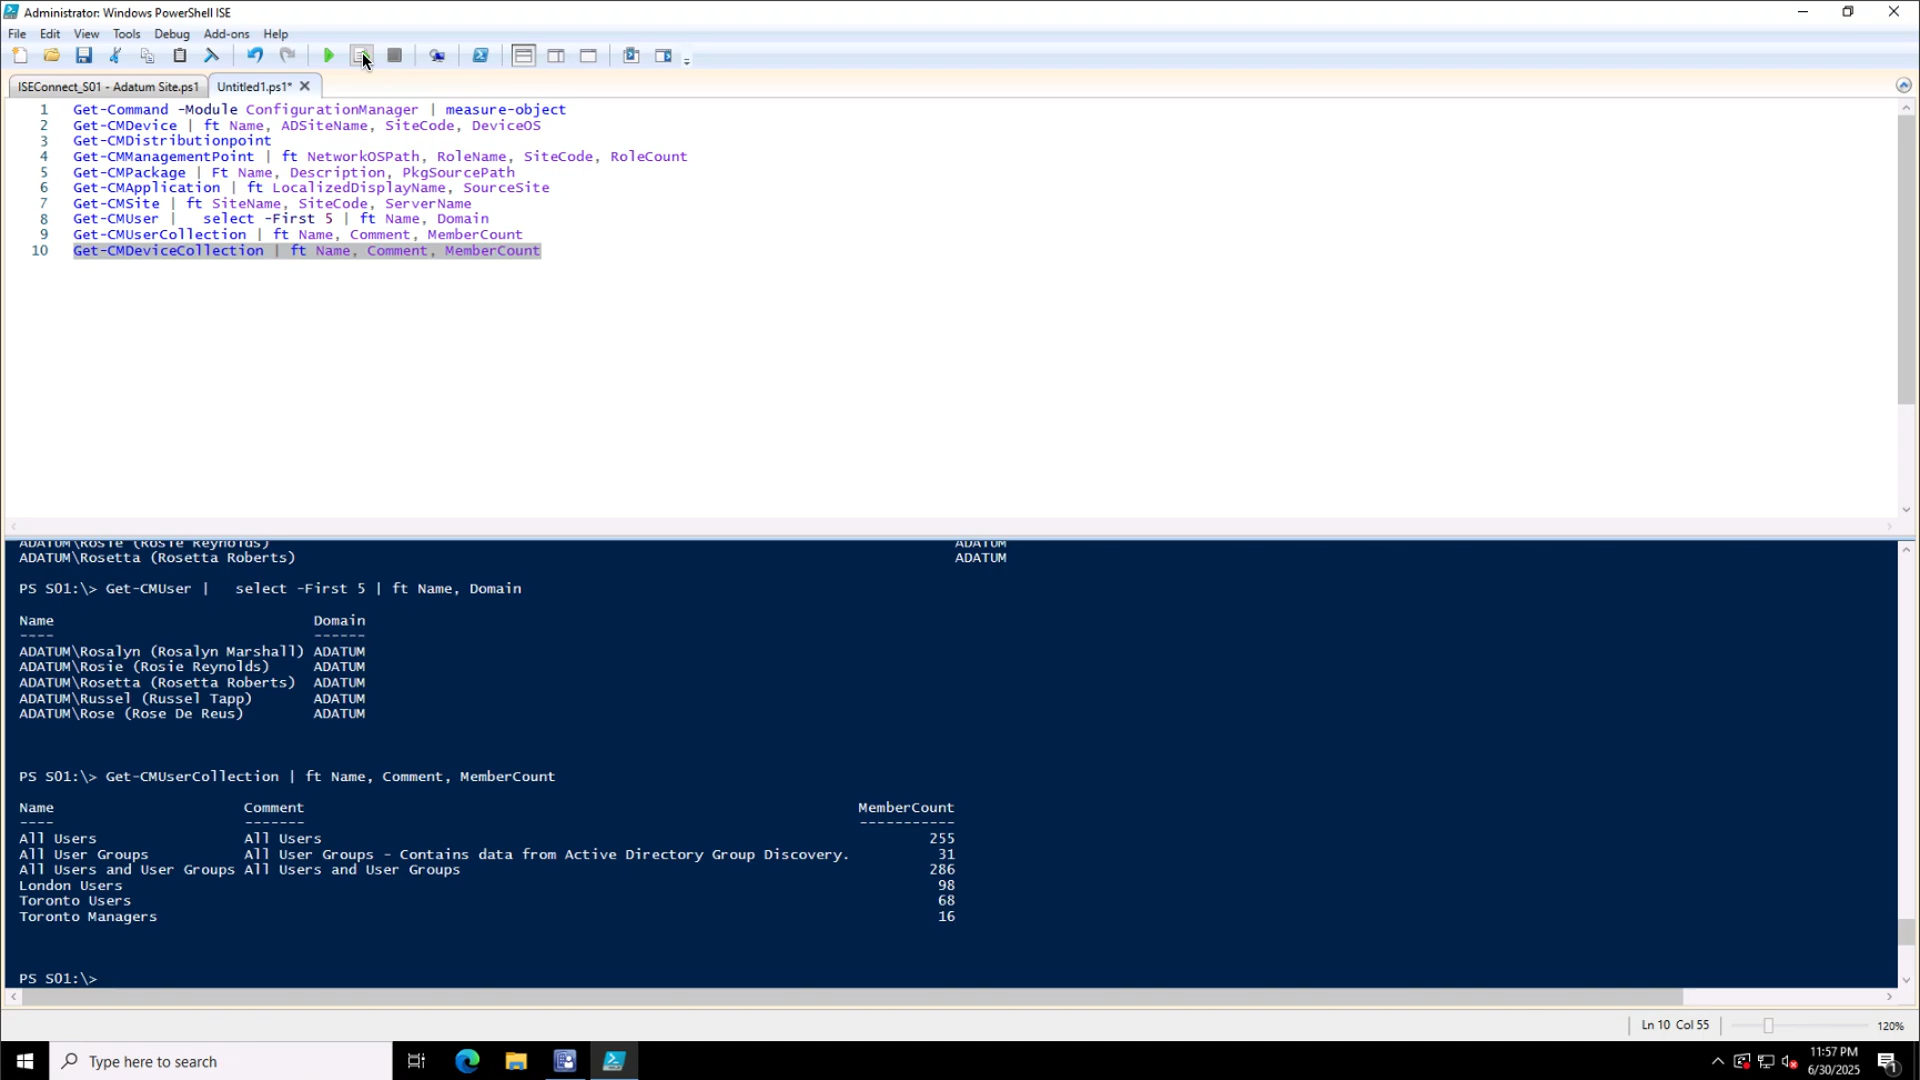 Administrator: Windows PowerShell ISE
File Edit View Tools Debug Add-ons Help
ISEConnect_S01 - Adatum Site.ps1 Untitled1.ps1*
1 Get-Command -Module ConfigurationManager | measure-object
2 Get-CMDevice | ft Name, ADSiteName, SiteCode, DeviceOS
3 Get-CMDistributionpoint
4 Get-CMManagementPoint | ft NetworkOSPath, RoleName, SiteCode, RoleCount
5 Get-CMPackage | Ft Name, Description, PkgSourcePath
6 Get-CMApplication | ft LocalizedDisplayName, SourceSite
7 Get-CMSite | ft SiteName, SiteCode, ServerName
8 Get-CMUser |   select -First 5 | ft Name, Domain
9 Get-CMUserCollection | ft Name, Comment, MemberCount
10 Get-CMDeviceCollection | ft Name, Comment, MemberCount
ADATUM\Rosie (Rosie Reynolds) ADATUM
ADATUM\Rosetta (Rosetta Roberts) ADATUM
PS S01:\> Get-CMUser |   select -First 5 | ft Name, Domain
Name Domain
---- ------
ADATUM\Rosalyn (Rosalyn Marshall) ADATUM
ADATUM\Rosie (Rosie Reynolds) ADATUM
ADATUM\Rosetta (Rosetta Roberts) ADATUM
ADATUM\Russel (Russel Tapp) ADATUM
ADATUM\Rose (Rose De Reus) ADATUM
PS S01:\> Get-CMUserCollection | ft Name, Comment, MemberCount
Name Comment MemberCount
---- ------- -----------
All Users All Users 255
All User Groups All User Groups - Contains data from Active Directory Group Discovery. 31
All Users and User Groups All Users and User Groups 286
London Users 98
Toronto Users 68
Toronto Managers 16
PS S01:\>
Ln 10 Col 55 120%
Type here to search
11:57 PM
6/30/2025
1